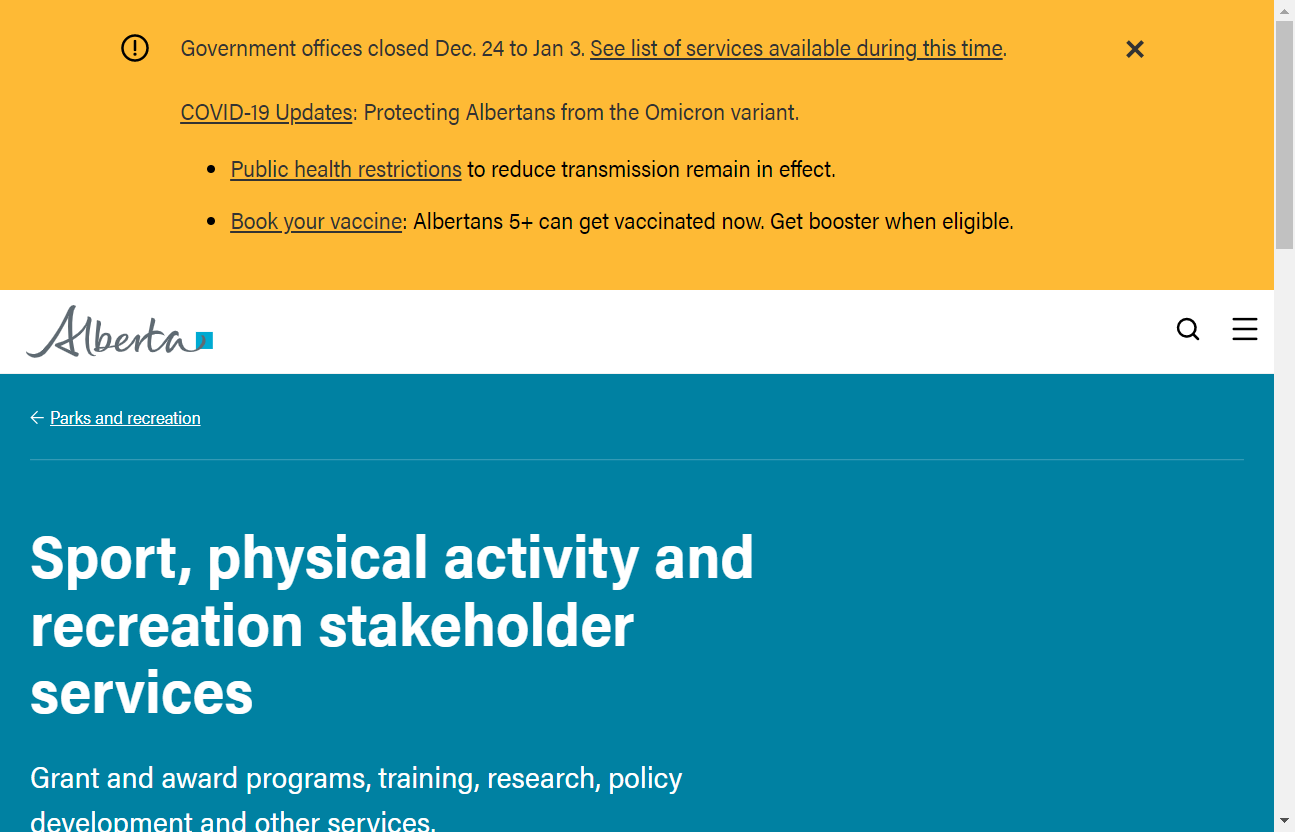 Government offices closed Dec. 24 to Jan 3. See list of services available during this time.
COVID-19 Updates: Protecting Albertans from the Omicron variant.
Public health restrictions to reduce transmission remain in effect.
Book your vaccine: Albertans 5+ can get vaccinated now. Get booster when eligible.
Alberta
Parks and recreation
Sport, physical activity and
recreation stakeholder
services
Grant and award programs, training, research, policy
development and other services.